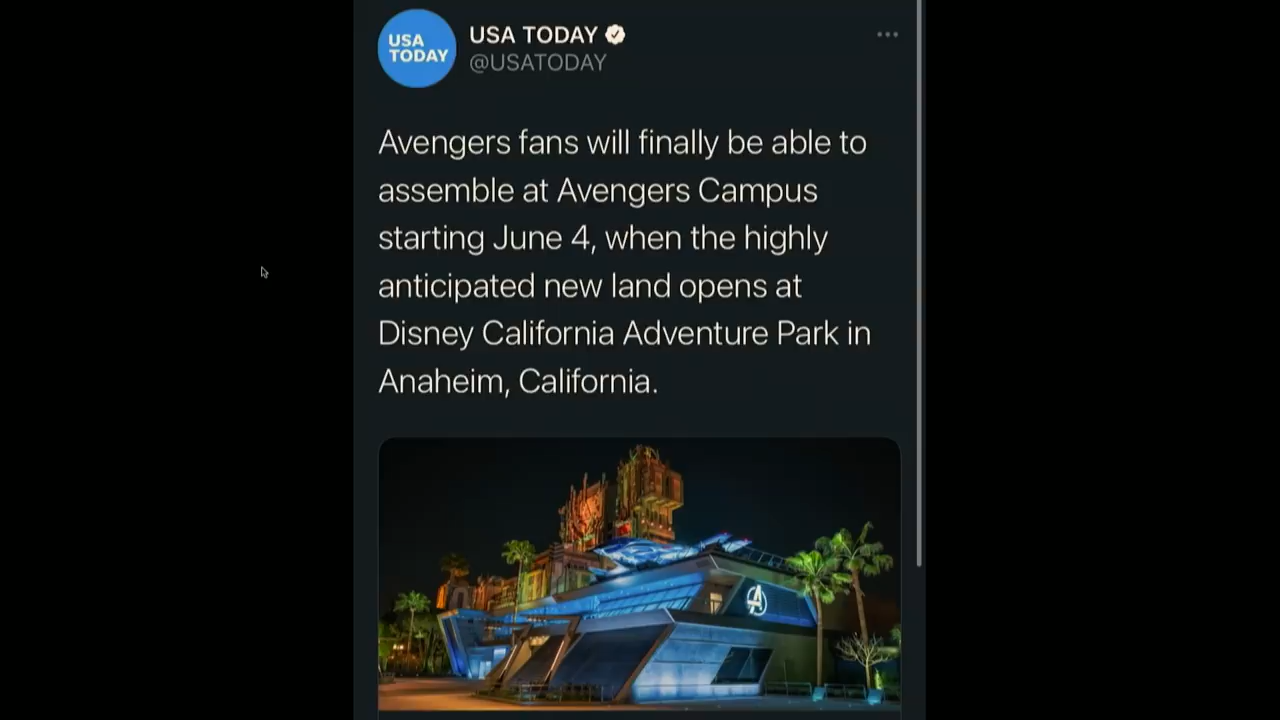 USA
TODAY
USA TODAY
@USATODAY
Avengers fans will finally be able to
assemble at Avengers Campus
starting June 4, when the highly
anticipated new land opens at
Disney California Adventure Park in
Anaheim, California.
A